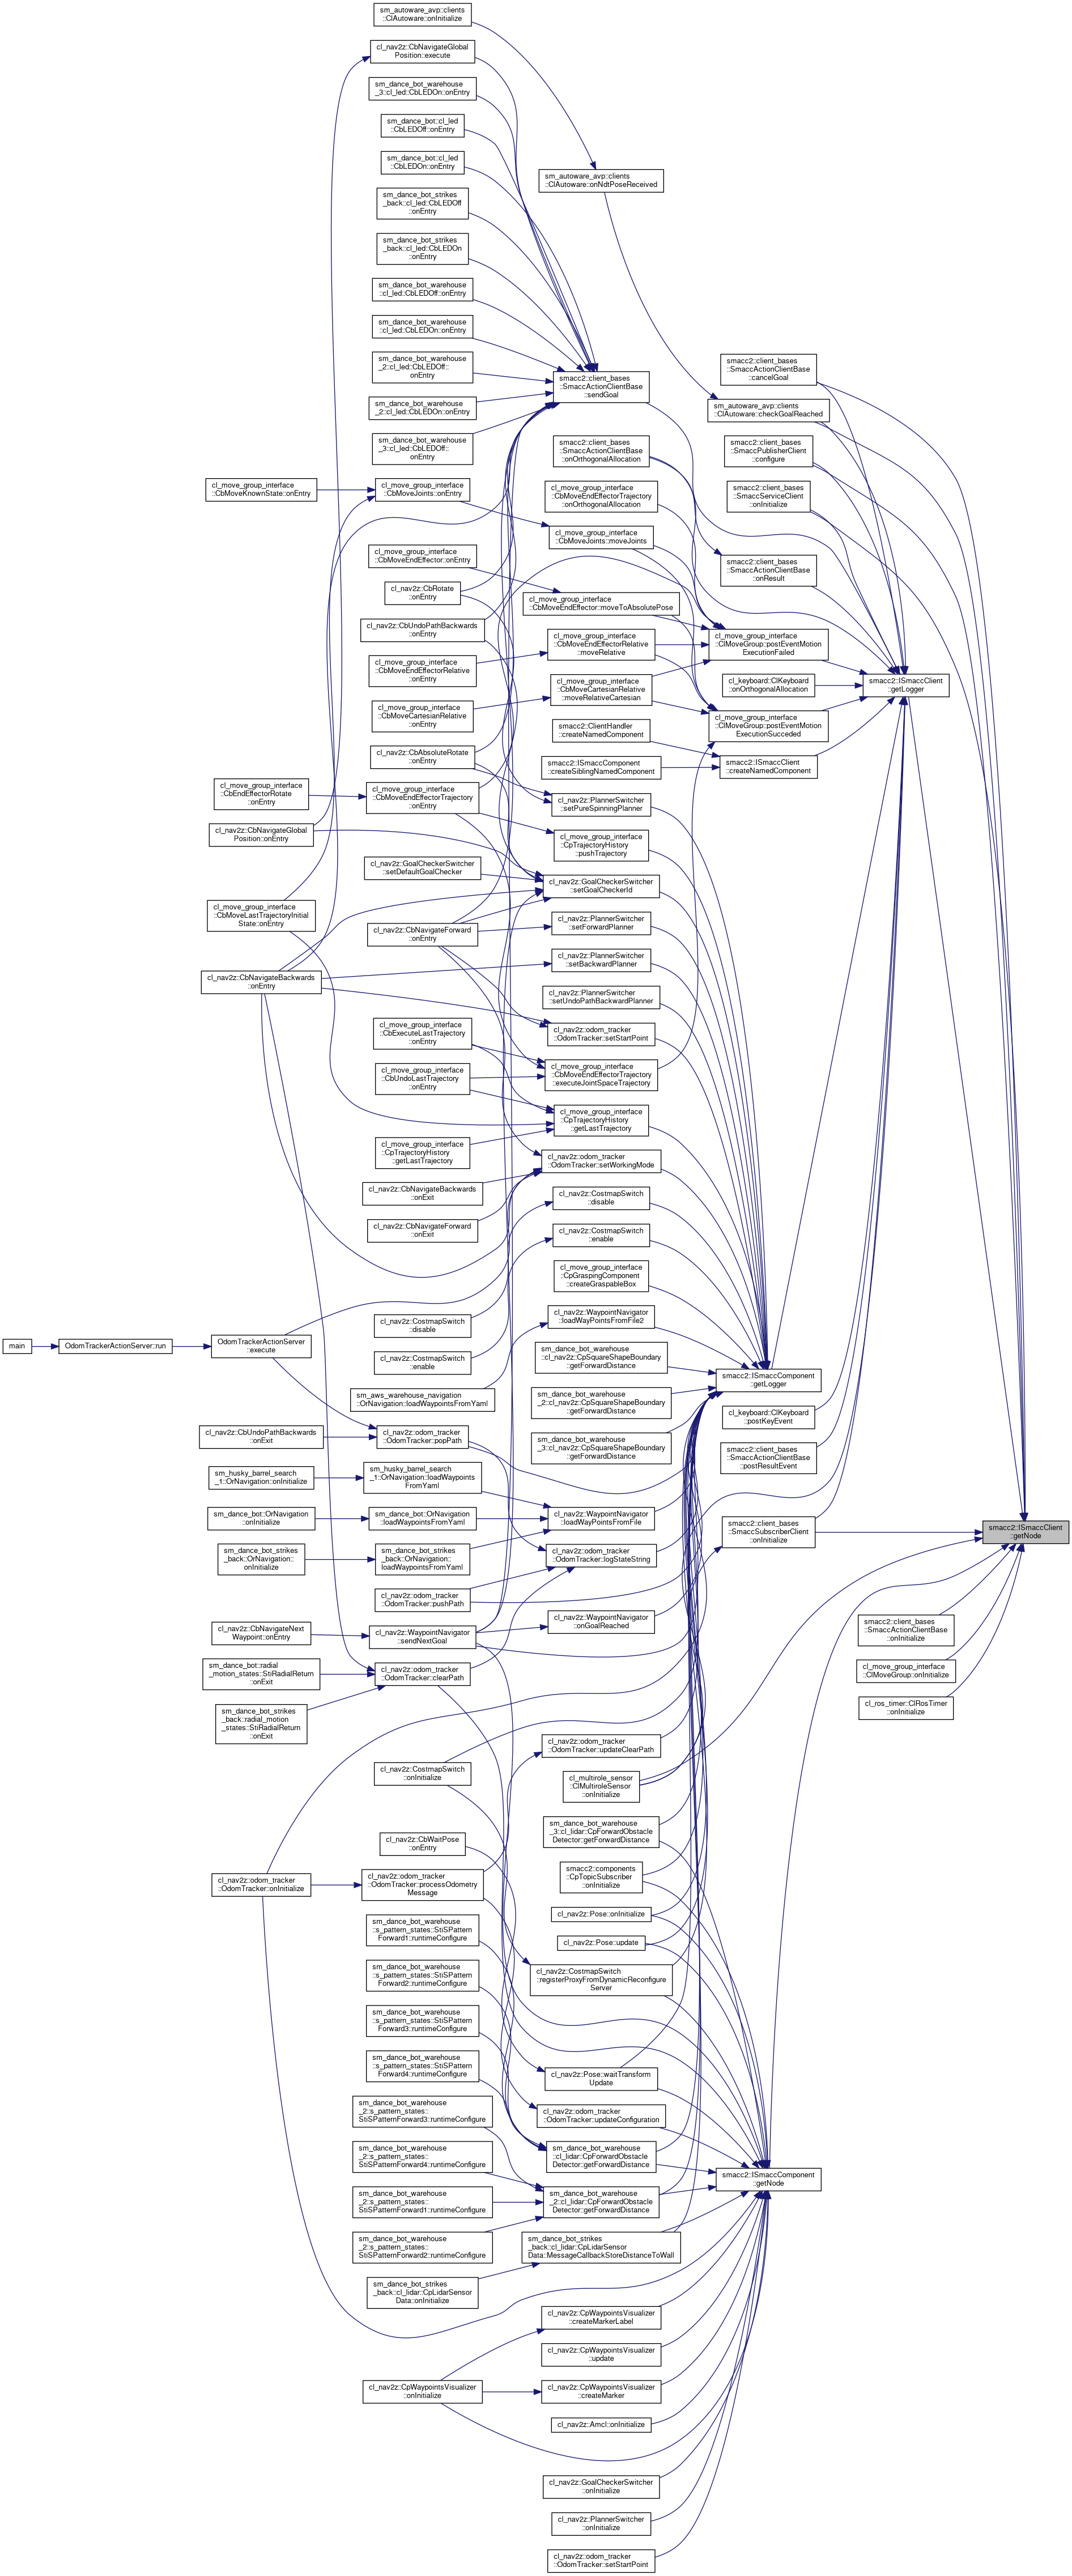 sm_autoware_avp::clients
::ClAutoware::onInitialize
cl_nav2z::CbNavigateGlobal
Position::execute
sm_dance_bot_warehouse
_3::cl_led::CbLEDOn::onEntry
sm_dance_bot::cl_led
::CbLEDOff::onEntry
sm_dance_bot::cl_led
::CbLEDOn::onEntry
sm_autoware_avp::clients
::ClAutoware::onNdtPoseReceived
sm_dance_bot_strikes
_back::cl_led::CbLEDOff
::onEntry
sm_dance_bot_strikes
_back::cl_led::CbLEDOn
::onEntry
sm_dance_bot_warehouse
::cl_led::CbLEDOff::onEntry
sm_dance_bot_warehouse
::cl_led::CbLEDOn::onEntry
sm_dance_bot_warehouse
_2::cl_led::CbLEDOff::
onEntry
smacc2::client_bases
::SmaccActionClientBase
::cancelGoal
smacc2::client_bases
::SmaccActionClientBase
::sendGoal
sm_dance_bot_warehouse
_2::cl_led::CbLEDOn::onEntry
sm_autoware_avp::clients
::ClAutoware::checkGoalReached
sm_dance_bot_warehouse
_3::cl_led::CbLEDOff::
onEntry
smacc2::client_bases
::SmaccActionClientBase
::onOrthogonalAllocation
smacc2::client_bases
::SmaccPublisherClient
::configure
cl_move_group_interface
::CbMoveKnownState::onEntry
cl_move_group_interface
::CbMoveJoints::onEntry
cl_move_group_interface
::CbMoveEndEffectorTrajectory
::onOrthogonalAllocation
smacc2::client_bases
::SmaccServiceClient
::onInitialize
cl_move_group_interface
::CbMoveJoints::moveJoints
cl_move_group_interface
::CbMoveEndEffector::onEntry
smacc2::client_bases
::SmaccActionClientBase
::onResult
cl_nav2z::CbRotate
::onEntry
cl_move_group_interface
::CbMoveEndEffector::moveToAbsolutePose
cl_nav2z::CbUndoPathBackwards
::onEntry
cl_move_group_interface
::CbMoveEndEffectorRelative
::moveRelative
cl_move_group_interface
::ClMoveGroup::postEventMotion
ExecutionFailed
cl_move_group_interface
::CbMoveEndEffectorRelative
::onEntry
cl_move_group_interface
::CbMoveCartesianRelative
::moveRelativeCartesian
cl_keyboard::ClKeyboard
::onOrthogonalAllocation
smacc2::ISmaccClient
::getLogger
cl_move_group_interface
::CbMoveCartesianRelative
::onEntry
smacc2::ClientHandler
::createNamedComponent
cl_move_group_interface
::ClMoveGroup::postEventMotion
ExecutionSucceded
cl_nav2z::CbAbsoluteRotate
::onEntry
smacc2::ISmaccComponent
::createSiblingNamedComponent
smacc2::ISmaccClient
::createNamedComponent
cl_move_group_interface
::CbEndEffectorRotate
::onEntry
cl_move_group_interface
::CbMoveEndEffectorTrajectory
::onEntry
cl_nav2z::PlannerSwitcher
::setPureSpinningPlanner
cl_nav2z::CbNavigateGlobal
Position::onEntry
cl_move_group_interface
::CpTrajectoryHistory
::pushTrajectory
cl_nav2z::GoalCheckerSwitcher
::setDefaultGoalChecker
cl_nav2z::GoalCheckerSwitcher
::setGoalCheckerId
cl_move_group_interface
::CbMoveLastTrajectoryInitial
State::onEntry
cl_nav2z::CbNavigateForward
::onEntry
cl_nav2z::PlannerSwitcher
::setForwardPlanner
cl_nav2z::CbNavigateBackwards
::onEntry
cl_nav2z::PlannerSwitcher
::setBackwardPlanner
cl_nav2z::PlannerSwitcher
::setUndoPathBackwardPlanner
cl_move_group_interface
::CbExecuteLastTrajectory
::onEntry
cl_nav2z::odom_tracker
::OdomTracker::setStartPoint
cl_move_group_interface
::CbUndoLastTrajectory
::onEntry
cl_move_group_interface
::CbMoveEndEffectorTrajectory
::executeJointSpaceTrajectory
cl_move_group_interface
::CpTrajectoryHistory
::getLastTrajectory
cl_move_group_interface
::CpTrajectoryHistory
::getLastTrajectory
cl_nav2z::odom_tracker
::OdomTracker::setWorkingMode
cl_nav2z::CbNavigateBackwards
::onExit
cl_nav2z::CostmapSwitch
::disable
cl_nav2z::CbNavigateForward
::onExit
cl_nav2z::CostmapSwitch
::enable
cl_move_group_interface
::CpGraspingComponent
::createGraspableBox
cl_nav2z::CostmapSwitch
::disable
cl_nav2z::WaypointNavigator
::loadWayPointsFromFile2
main
OdomTrackerActionServer::run
OdomTrackerActionServer
::execute
cl_nav2z::CostmapSwitch
::enable
sm_dance_bot_warehouse
::cl_nav2z::CpSquareShapeBoundary
::getForwardDistance
smacc2::ISmaccComponent
::getLogger
sm_aws_warehouse_navigation
::OrNavigation::loadWaypointsFromYaml
sm_dance_bot_warehouse
_2::cl_nav2z::CpSquareShapeBoundary
::getForwardDistance
cl_keyboard::ClKeyboard
::postKeyEvent
cl_nav2z::CbUndoPathBackwards
::onExit
cl_nav2z::odom_tracker
::OdomTracker::popPath
sm_dance_bot_warehouse
_3::cl_nav2z::CpSquareShapeBoundary
::getForwardDistance
smacc2::client_bases
::SmaccActionClientBase
::postResultEvent
sm_husky_barrel_search
_1::OrNavigation::onInitialize
sm_husky_barrel_search
_1::OrNavigation::loadWaypoints
FromYaml
sm_dance_bot::OrNavigation
::onInitialize
sm_dance_bot::OrNavigation
::loadWaypointsFromYaml
cl_nav2z::WaypointNavigator
::loadWayPointsFromFile
smacc2::client_bases
::SmaccSubscriberClient
::onInitialize
smacc2::ISmaccClient
::getNode
sm_dance_bot_strikes
_back::OrNavigation::
onInitialize
sm_dance_bot_strikes
_back::OrNavigation::
loadWaypointsFromYaml
cl_nav2z::odom_tracker
::OdomTracker::logStateString
cl_nav2z::odom_tracker
::OdomTracker::pushPath
cl_nav2z::CbNavigateNext
Waypoint::onEntry
cl_nav2z::WaypointNavigator
::sendNextGoal
cl_nav2z::WaypointNavigator
::onGoalReached
smacc2::client_bases
::SmaccActionClientBase
::onInitialize
sm_dance_bot::radial
_motion_states::StiRadialReturn
::onExit
cl_nav2z::odom_tracker
::OdomTracker::clearPath
cl_move_group_interface
::ClMoveGroup::onInitialize
sm_dance_bot_strikes
_back::radial_motion
_states::StiRadialReturn
::onExit
cl_ros_timer::ClRosTimer
::onInitialize
cl_nav2z::odom_tracker
::OdomTracker::updateClearPath
cl_nav2z::CostmapSwitch
::onInitialize
cl_multirole_sensor
::ClMultiroleSensor
::onInitialize
cl_nav2z::CbWaitPose
::onEntry
sm_dance_bot_warehouse
_3::cl_lidar::CpForwardObstacle
Detector::getForwardDistance
cl_nav2z::odom_tracker
::OdomTracker::onInitialize
cl_nav2z::odom_tracker
::OdomTracker::processOdometry
Message
smacc2::components
::CpTopicSubscriber
::onInitialize
cl_nav2z::Pose::onInitialize
sm_dance_bot_warehouse
::s_pattern_states::StiSPattern
Forward1::runtimeConfigure
cl_nav2z::Pose::update
sm_dance_bot_warehouse
::s_pattern_states::StiSPattern
Forward2::runtimeConfigure
cl_nav2z::CostmapSwitch
::registerProxyFromDynamicReconfigure
Server
sm_dance_bot_warehouse
::s_pattern_states::StiSPattern
Forward3::runtimeConfigure
sm_dance_bot_warehouse
::s_pattern_states::StiSPattern
Forward4::runtimeConfigure
cl_nav2z::Pose::waitTransform
Update
sm_dance_bot_warehouse
_2::s_pattern_states::
StiSPatternForward3::runtimeConfigure
cl_nav2z::odom_tracker
::OdomTracker::updateConfiguration
sm_dance_bot_warehouse
_2::s_pattern_states::
StiSPatternForward4::runtimeConfigure
sm_dance_bot_warehouse
::cl_lidar::CpForwardObstacle
Detector::getForwardDistance
smacc2::ISmaccComponent
::getNode
sm_dance_bot_warehouse
_2::s_pattern_states::
StiSPatternForward1::runtimeConfigure
sm_dance_bot_warehouse
_2::cl_lidar::CpForwardObstacle
Detector::getForwardDistance
sm_dance_bot_warehouse
_2::s_pattern_states::
StiSPatternForward2::runtimeConfigure
sm_dance_bot_strikes
_back::cl_lidar::CpLidarSensor
Data::MessageCallbackStoreDistanceToWall
sm_dance_bot_strikes
_back::cl_lidar::CpLidarSensor
Data::onInitialize
cl_nav2z::CpWaypointsVisualizer
::createMarkerLabel
cl_nav2z::CpWaypointsVisualizer
::update
cl_nav2z::CpWaypointsVisualizer
::onInitialize
cl_nav2z::CpWaypointsVisualizer
::createMarker
cl_nav2z::Amcl::onInitialize
cl_nav2z::GoalCheckerSwitcher
::onInitialize
cl_nav2z::PlannerSwitcher
::onInitialize
cl_nav2z::odom_tracker
::OdomTracker::setStartPoint